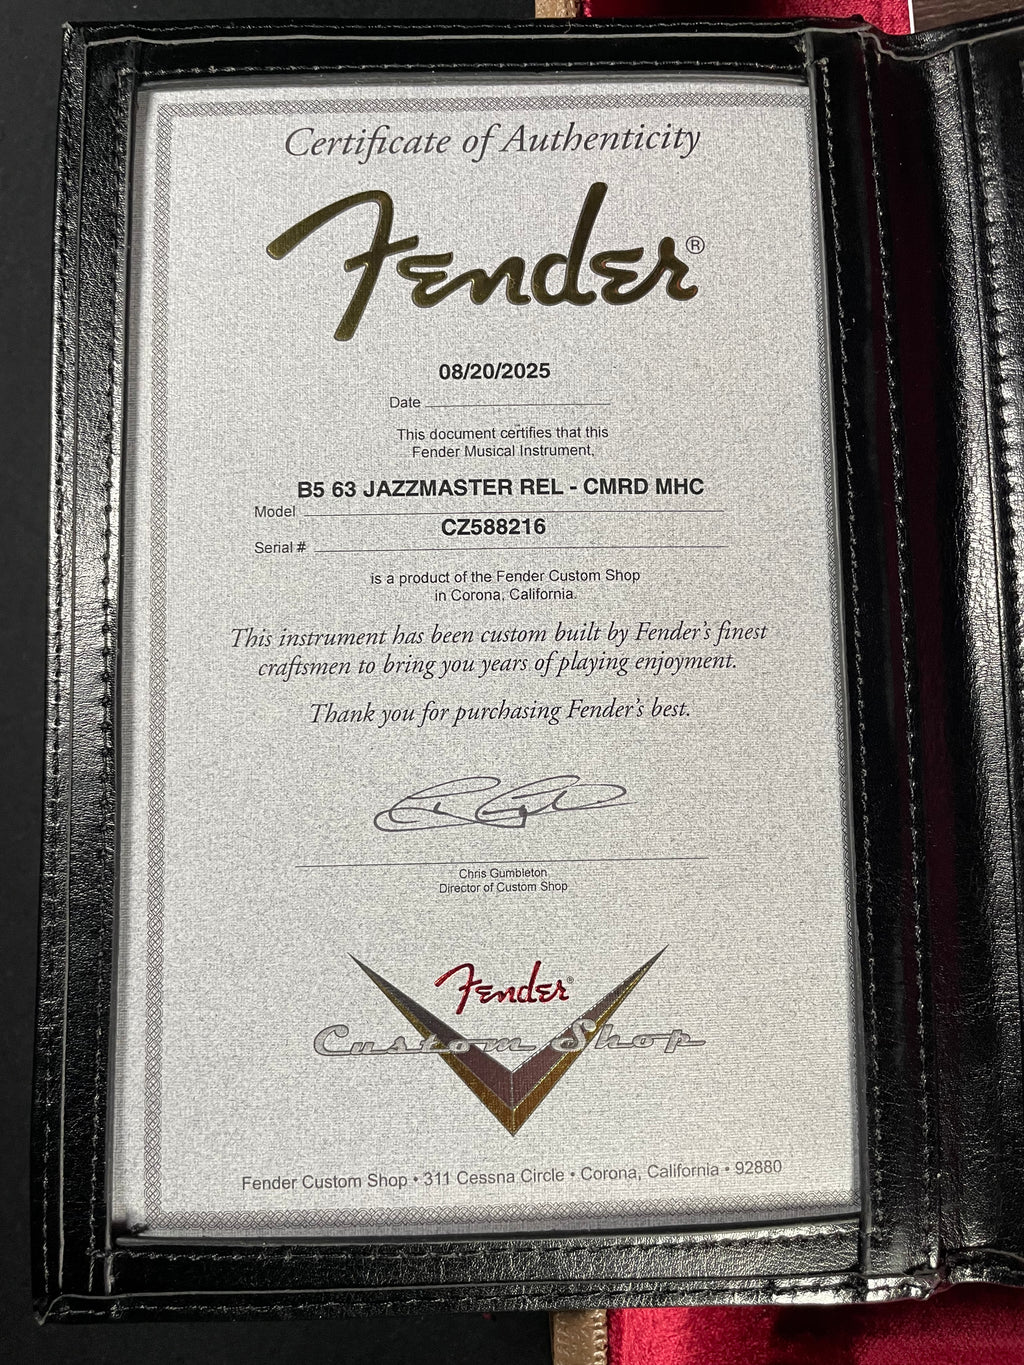 Certificate of Authenticity
Fender®
08/20/2025
Date
This document certifies that this
Fender Musical Instrument,
B5 63 JAZZMASTER REL - CMRD MHC
Model
CZ588216
Serial #
is a product of the Fender Custom Shop
in Corona, California.
This instrument has been custom built by Fender's finest
craftsmen to bring you years of playing enjoyment.
Thank you for purchasing Fender's best.
Chris Gumbleton
Director of Custom Shop
Fender®
Custom Shop
Fender Custom Shop • 311 Cessna Circle • Corona, California • 92880